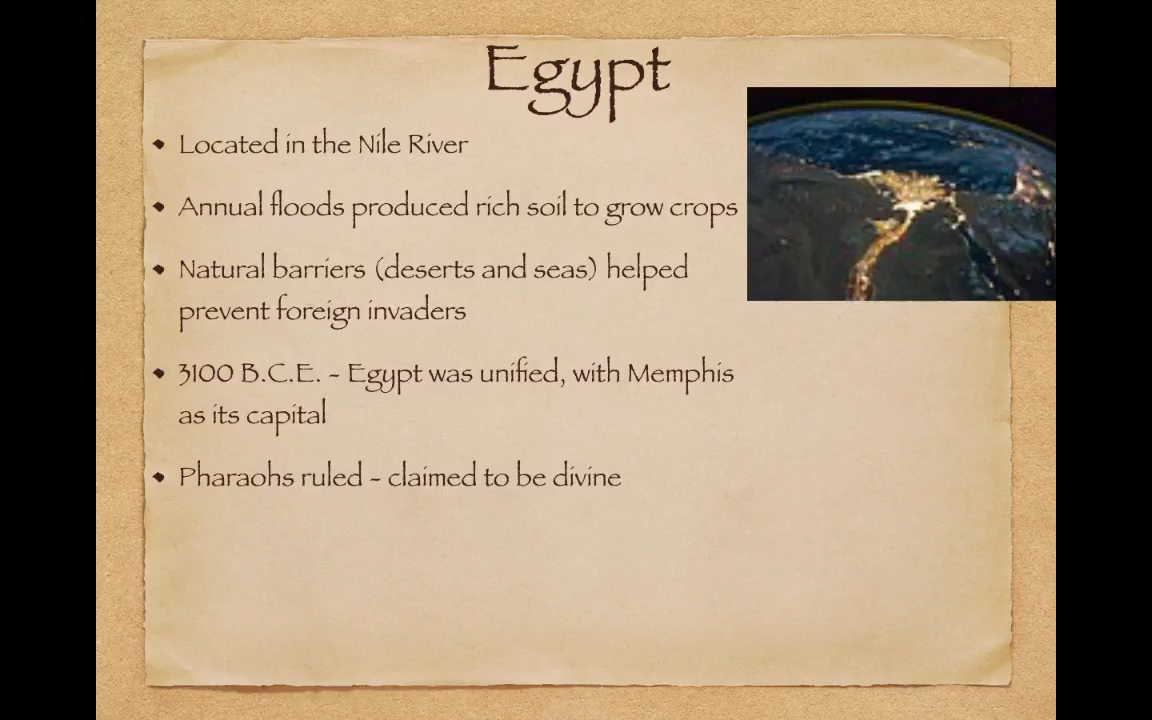 Egypt
• Located in the Nile River
• Annual floods produced rich soil to grow crops
• Natural barriers (deserts and seas) helped
prevent foreign invaders
• 3100 B.C.E. - Egypt was unified, with Memphis
as its capital
• Pharaohs ruled - claimed to be divine